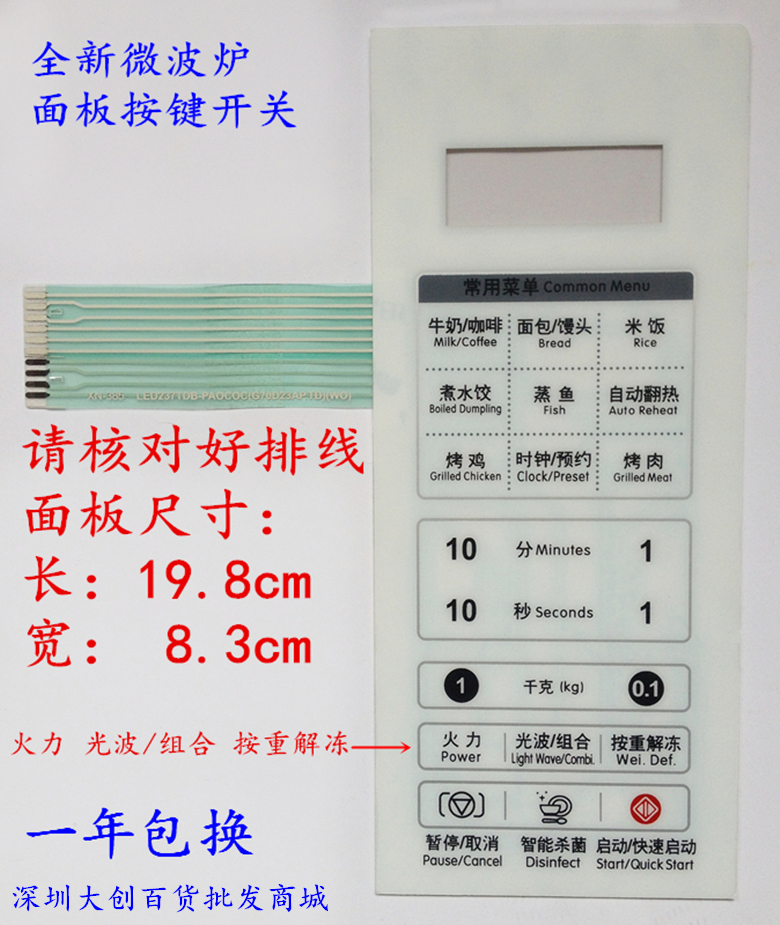 全新微波炉
面板按键开关
XN-385 LED237TDB-PAOCOC(G70D23AP TD)(WO)
请核对好排线
面板尺寸：
长：19.8cm
宽： 8.3cm
火力 光波/组合 按重解冻
一年包换
深圳大创百货批发商城
常用菜单 Common Menu
牛奶/咖啡 面包/馒头 米饭
Milk/Coffee Bread Rice
煮水饺 蒸鱼 自动翻热
Boiled Dumpling Fish Auto Reheat
烤鸡 时钟/预约 烤肉
Grilled Chicken Clock/Preset Grilled Meat
10 分 Minutes 1
10 秒 Seconds 1
1 千克 (kg) 0.1
火力 光波/组合 按重解冻
Power Light Wave/Combi. Wei. Def.
暂停/取消 智能杀菌 启动/快速启动
Pause/Cancel Disinfect Start/Quick Start